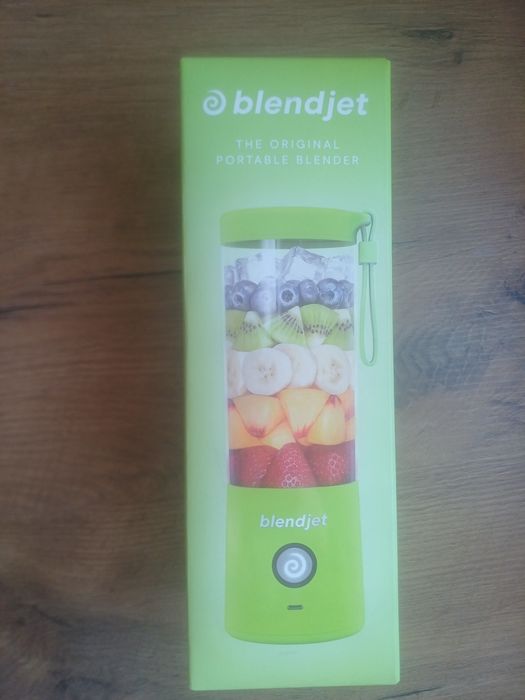 blendjet
THE ORIGINAL
PORTABLE BLENDER
blendjet